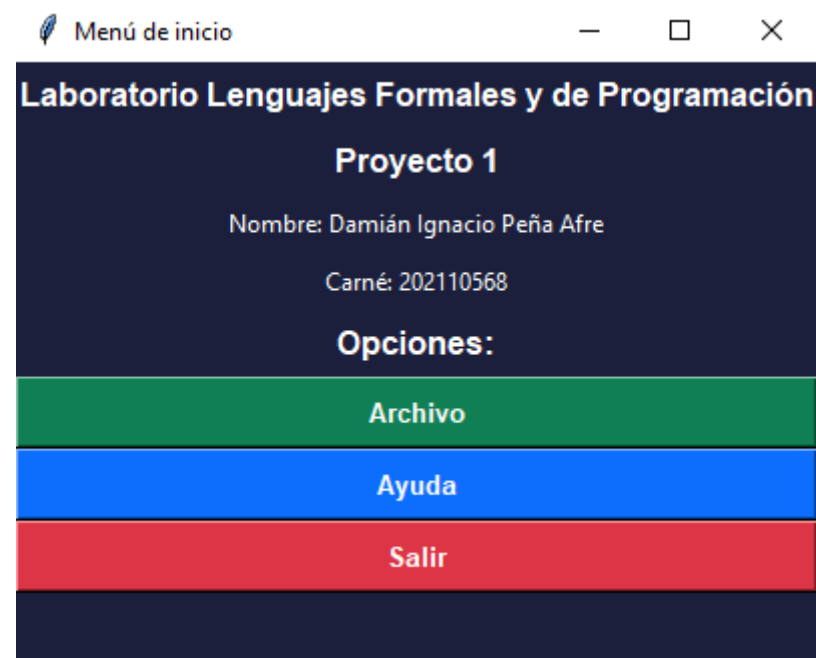 Menú de inicio
Laboratorio Lenguajes Formales y de Programación
Proyecto 1
Nombre: Damián Ignacio Peña Afre
Carné: 202110568
Opciones:
Archivo
Ayuda
Salir